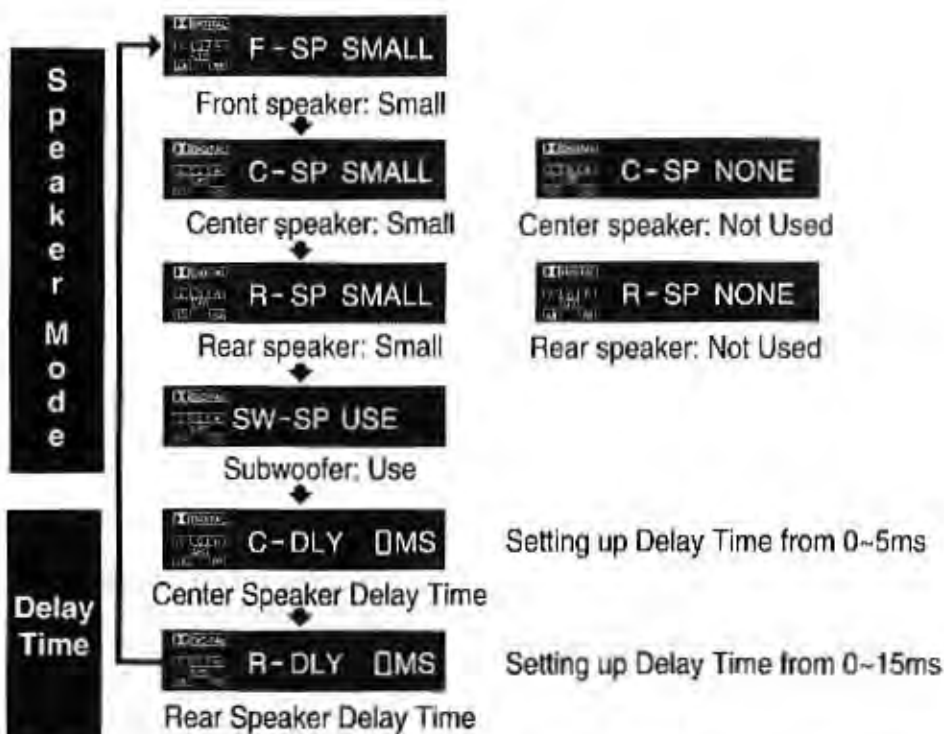 Speaker Mode
F-SP SMALL
Front speaker: Small
C-SP SMALL
C-SP NONE
Center speaker: Small
Center speaker: Not Used
R-SP SMALL
R-SP NONE
Rear speaker: Small
Rear speaker: Not Used
SW-SP USE
Subwoofer: Use
Delay
Time
C-DLY 0MS
Setting up Delay Time from 0~5ms
Center Speaker Delay Time
R-DLY 0MS
Setting up Delay Time from 0~15ms
Rear Speaker Delay Time